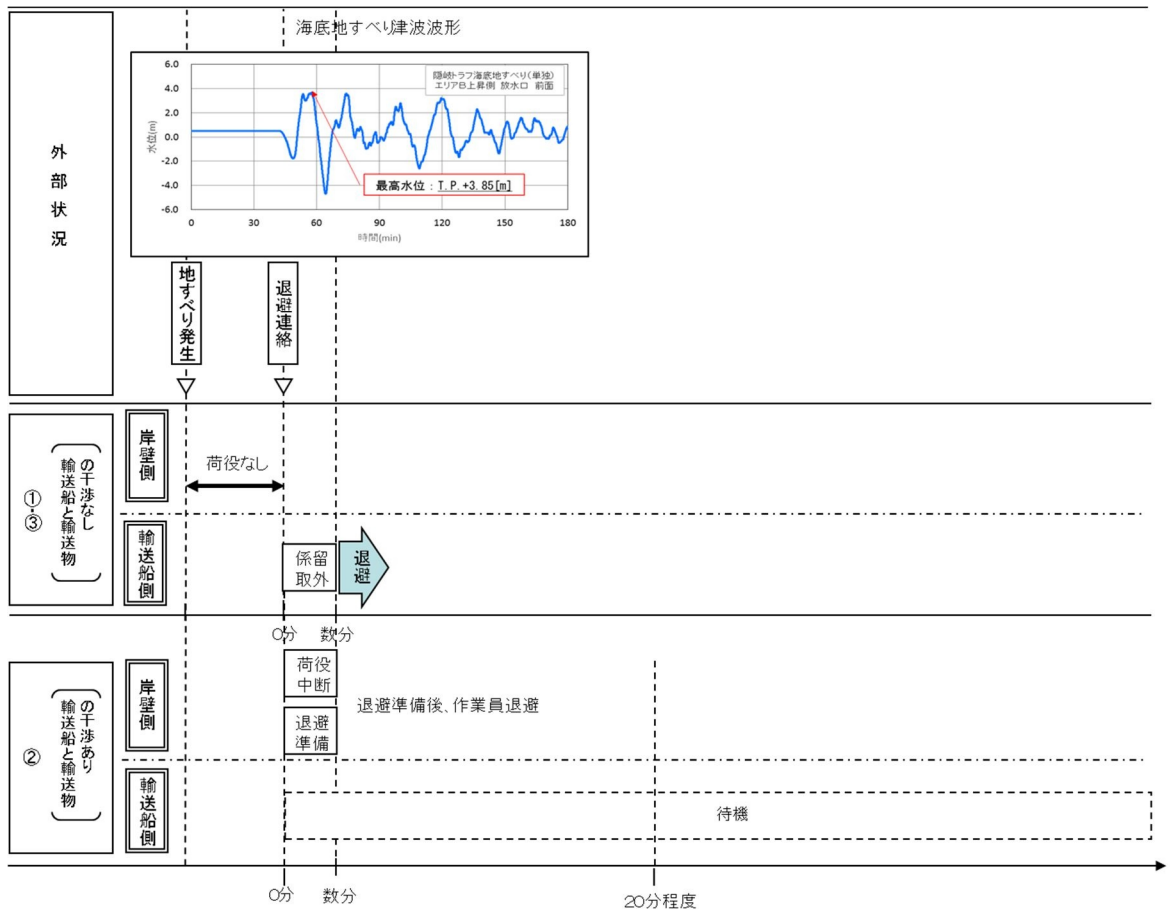 海底地すべり津波波形
外部状況
隠岐トラフ海底地すべり(単独)
エリアB上昇側 放水口 前面
6.0
4.0
2.0
0.0
-2.0
-4.0
-6.0
水位(m)
最高水位：T.P.+3.85[m]
0
30
60
90
120
150
180
時間(min)
地すべり発生
退避連絡
①・③
輸送船と輸送物
の干渉なし
岸壁側
荷役なし
輸送船側
係留
取外
退避
0分
数分
②
輸送船と輸送物
の干渉あり
岸壁側
荷役
中断
退避
準備
退避準備後、作業員退避
輸送船側
待機
0分
数分
20分程度